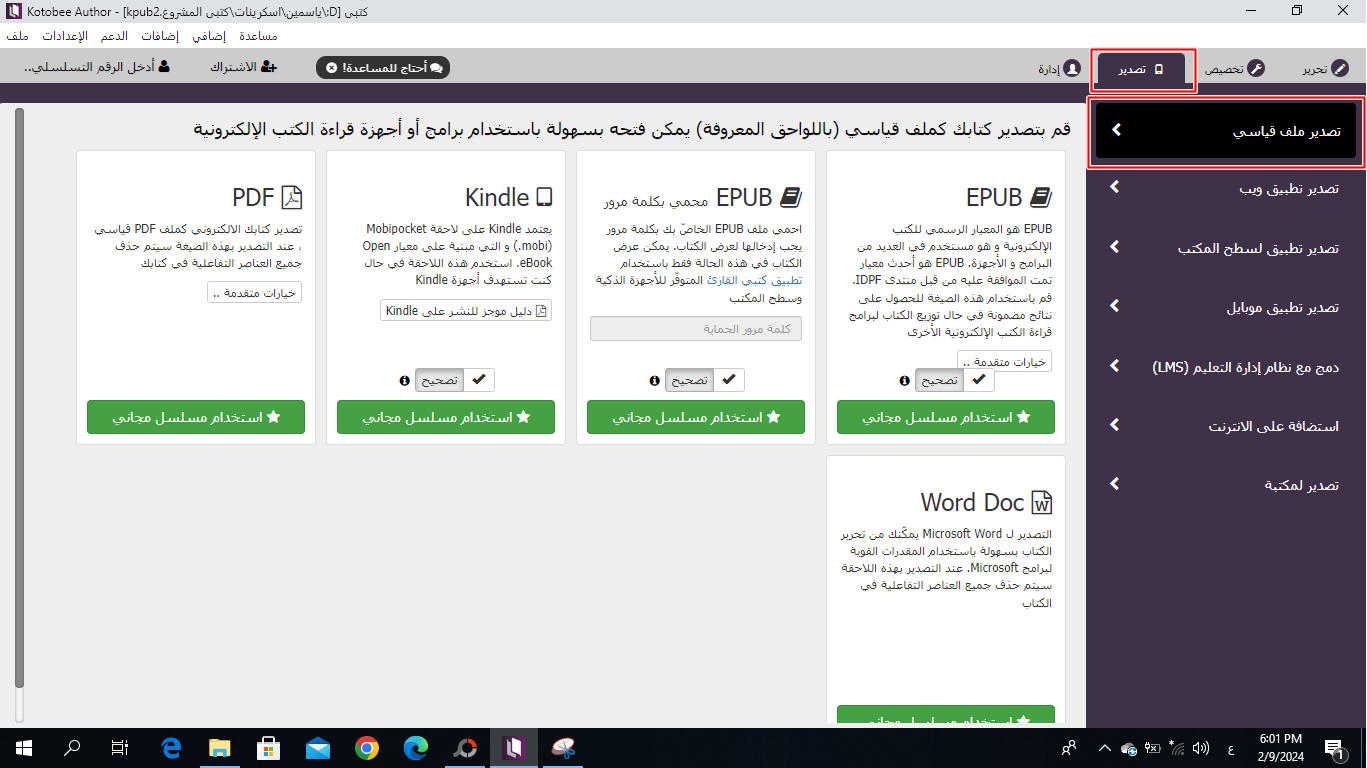 Kotobee Author - [D:\ياسمين\اسكرينات\كتبى المشروع.kpub2] كتبى
ملف الإعدادات الدعم إضافات إضافي مساعدة
تحرير
تخصيص
تصدير
إدارة
أحتاج للمساعدة!
الاشتراك
أدخل الرقم التسلسلي..
تصدير ملف قياسي
تصدير تطبيق ويب
تصدير تطبيق لسطح المكتب
تصدير تطبيق موبايل
دمج مع نظام إدارة التعليم (LMS)
استضافة على الانترنت
تصدير لمكتبة
قم بتصدير كتابك كملف قياسي (باللواحق المعروفة) يمكن فتحه بسهولة باستخدام برامج أو أجهزة قراءة الكتب الإلكترونية
EPUB
EPUB هو المعيار الرسمي للكتب
الإلكترونية و هو مستخدم في العديد من
البرامج و الأجهزة. EPUB هو أحدث معيار
تمت الموافقة عليه من قبل منتدى IDPF.
قم باستخدام هذه الصيغة للحصول على
نتائج مضمونة في حال توزيع الكتاب لبرامج
قراءة الكتب الإلكترونية الأخرى
خيارات متقدمة ..
تصحيح
استخدام مسلسل مجاني
EPUB محمي بكلمة مرور
احمي ملف EPUB الخاصّ بك بكلمة مرور
يجب إدخالها لعرض الكتاب. يمكن عرض
الكتاب في هذه الحالة فقط باستخدام
تطبيق كتبي القارئ المتوفّر للأجهزة الذكية
وسطح المكتب
كلمة مرور الحماية
تصحيح
استخدام مسلسل مجاني
Kindle
يعتمد Kindle على لاحقة Mobipocket
(.mobi) و التي مبنية على معيار Open
eBook. استخدم هذه اللاحقة في حال
كنت تستهدف أجهزة Kindle
دليل موجز للنشر على Kindle
تصحيح
استخدام مسلسل مجاني
PDF
تصدير كتابك الالكتروني كملف PDF قياسي
، عند التصدير بهذه الصيغة سيتم حذف
جميع العناصر التفاعلية في كتابك
خيارات متقدمة ..
استخدام مسلسل مجاني
Word Doc
التصدير ل Microsoft Word يمكّنك من تحرير
الكتاب بسهولة باستخدام المقدرات القوية
لبرامج Microsoft. عند التصدير بهذه اللاحقة
سيتم حذف جميع العناصر التفاعلية في
الكتاب
استخدام مسلسل مجاني
ع
6:01 PM
2/9/2024
1